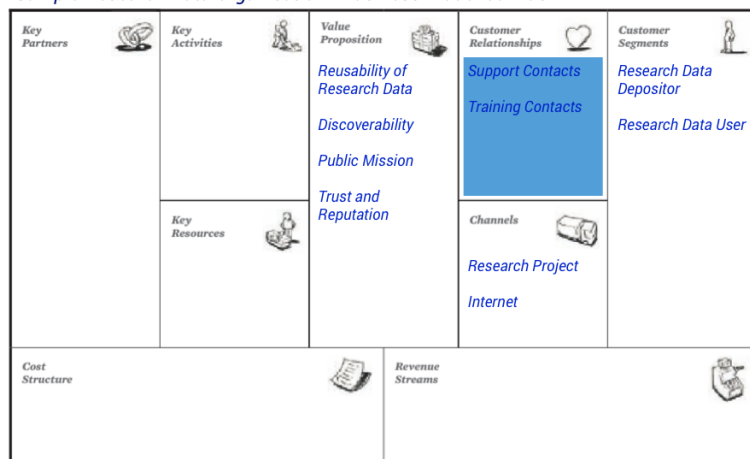 Key
Partners
Key
Activities
Value
Proposition
Customer
Relationships
Customer
Segments
Reusability of
Research Data
Discoverability
Public Mission
Trust and
Reputation
Support Contacts
Training Contacts
Research Data
Depositor
Research Data User
Key
Resources
Channels
Research Project
Internet
Cost
Structure
Revenue
Streams